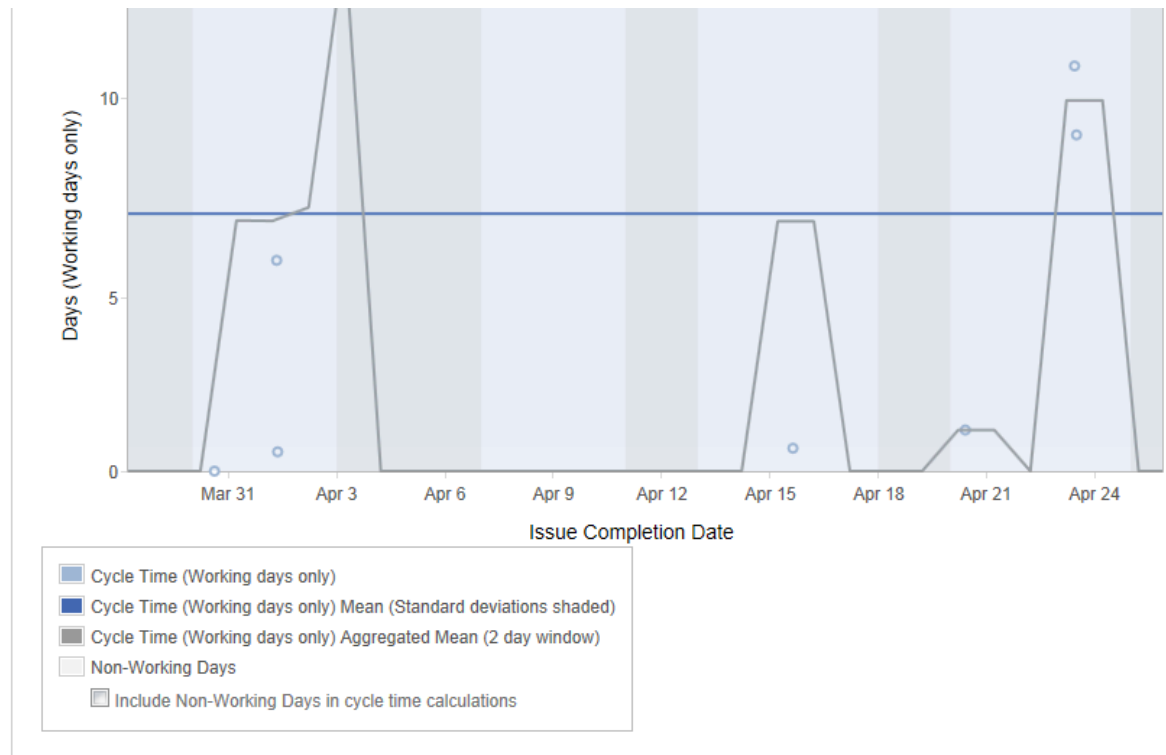 10
Days (Working days only)
5
0
Mar 31 Apr 3 Apr 6 Apr 9 Apr 12 Apr 15 Apr 18 Apr 21 Apr 24
Issue Completion Date
Cycle Time (Working days only)
Cycle Time (Working days only) Mean (Standard deviations shaded)
Cycle Time (Working days only) Aggregated Mean (2 day window)
Non-Working Days
Include Non-Working Days in cycle time calculations